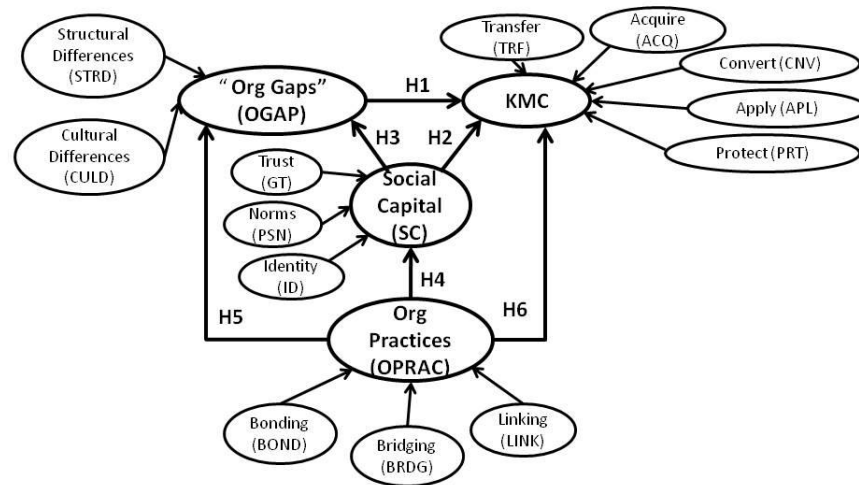 Structural
Differences
(STRD)
Transfer
(TRF)
Acquire
(ACQ)
Convert (CNV)
“ Org Gaps”
(OGAP)
H1
KMC
Apply (APL)
Cultural
Differences
(CULD)
H3
H2
Protect (PRT)
Trust
(GT)
Social
Capital
(SC)
Norms
(PSN)
Identity
(ID)
H4
H5
H6
Org
Practices
(OPRAC)
Bonding
(BOND)
Bridging
(BRDG)
Linking
(LINK)